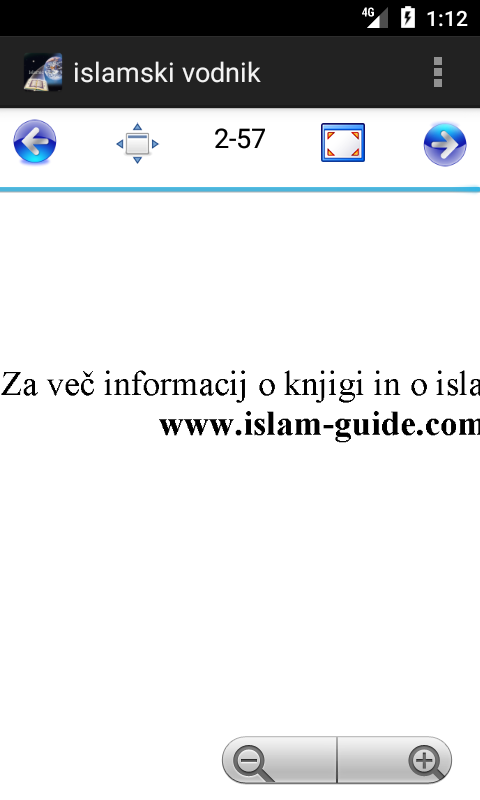 4G 1:12
islamski vodnik
2-57
Za več informacij o knjigi in o isla
www.islam-guide.com